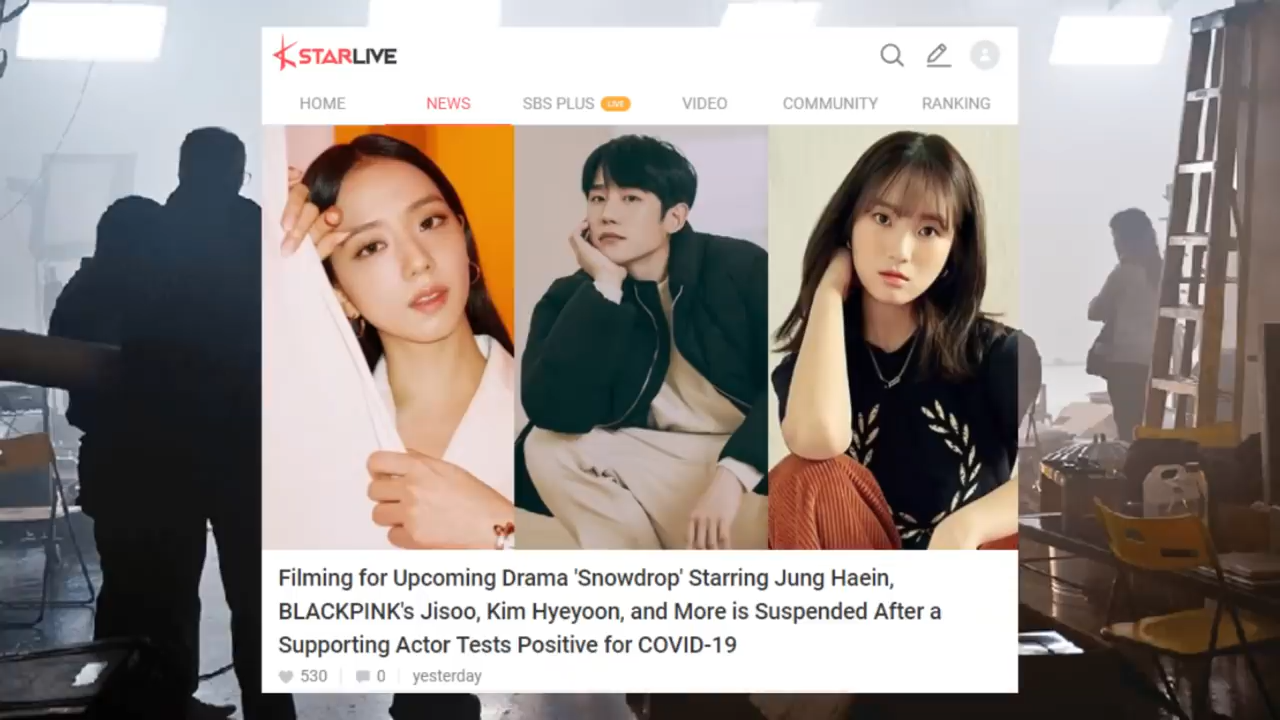 KSTARLIVE
HOME NEWS SBS PLUS LIVE VIDEO COMMUNITY RANKING
Filming for Upcoming Drama 'Snowdrop' Starring Jung Haein,
BLACKPINK's Jisoo, Kim Hyeyoon, and More is Suspended After a
Supporting Actor Tests Positive for COVID-19
530 0 yesterday